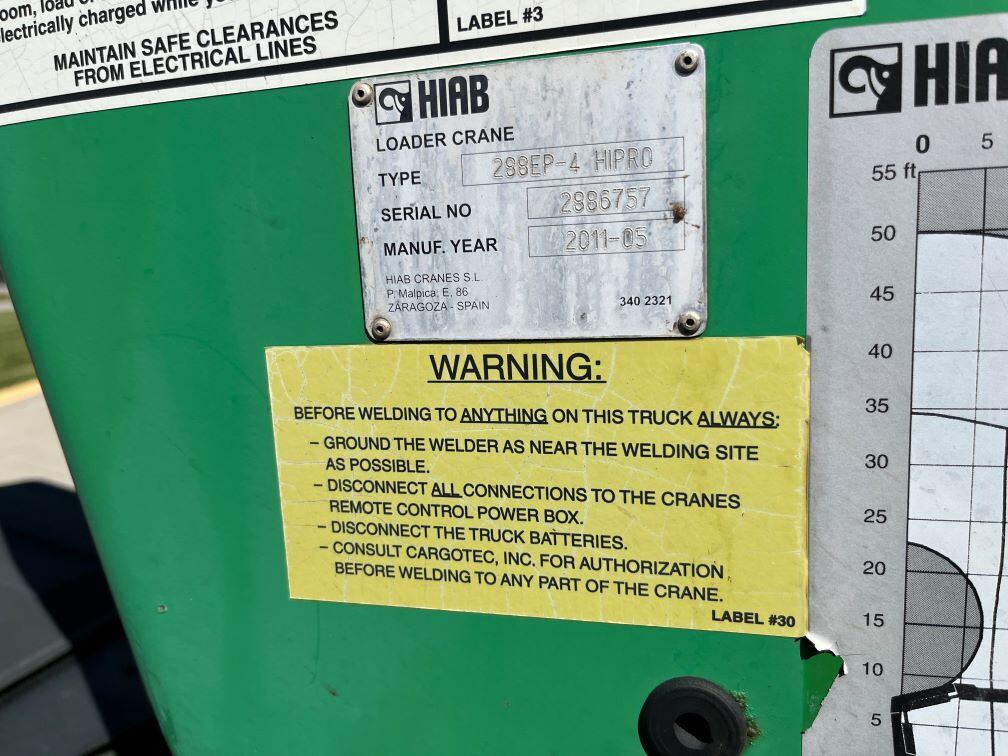 electrically charged while
MAINTAIN SAFE CLEARANCES
FROM ELECTRICAL LINES
LABEL #3
HIAB
LOADER CRANE
TYPE 288EP-4 HIPRO
SERIAL NO 2886757
MANUF. YEAR 2011-05
HIAB CRANES S.L.
P. Malpica, E, 86
ZARAGOZA - SPAIN
340 2321
WARNING:
BEFORE WELDING TO ANYTHING ON THIS TRUCK ALWAYS:
– GROUND THE WELDER AS NEAR THE WELDING SITE
AS POSSIBLE.
– DISCONNECT ALL CONNECTIONS TO THE CRANES
REMOTE CONTROL POWER BOX.
– DISCONNECT THE TRUCK BATTERIES.
– CONSULT CARGOTEC, INC. FOR AUTHORIZATION
BEFORE WELDING TO ANY PART OF THE CRANE.
LABEL #30
HIA
0 5
55 ft
50
45
40
35
30
25
20
15
10
5